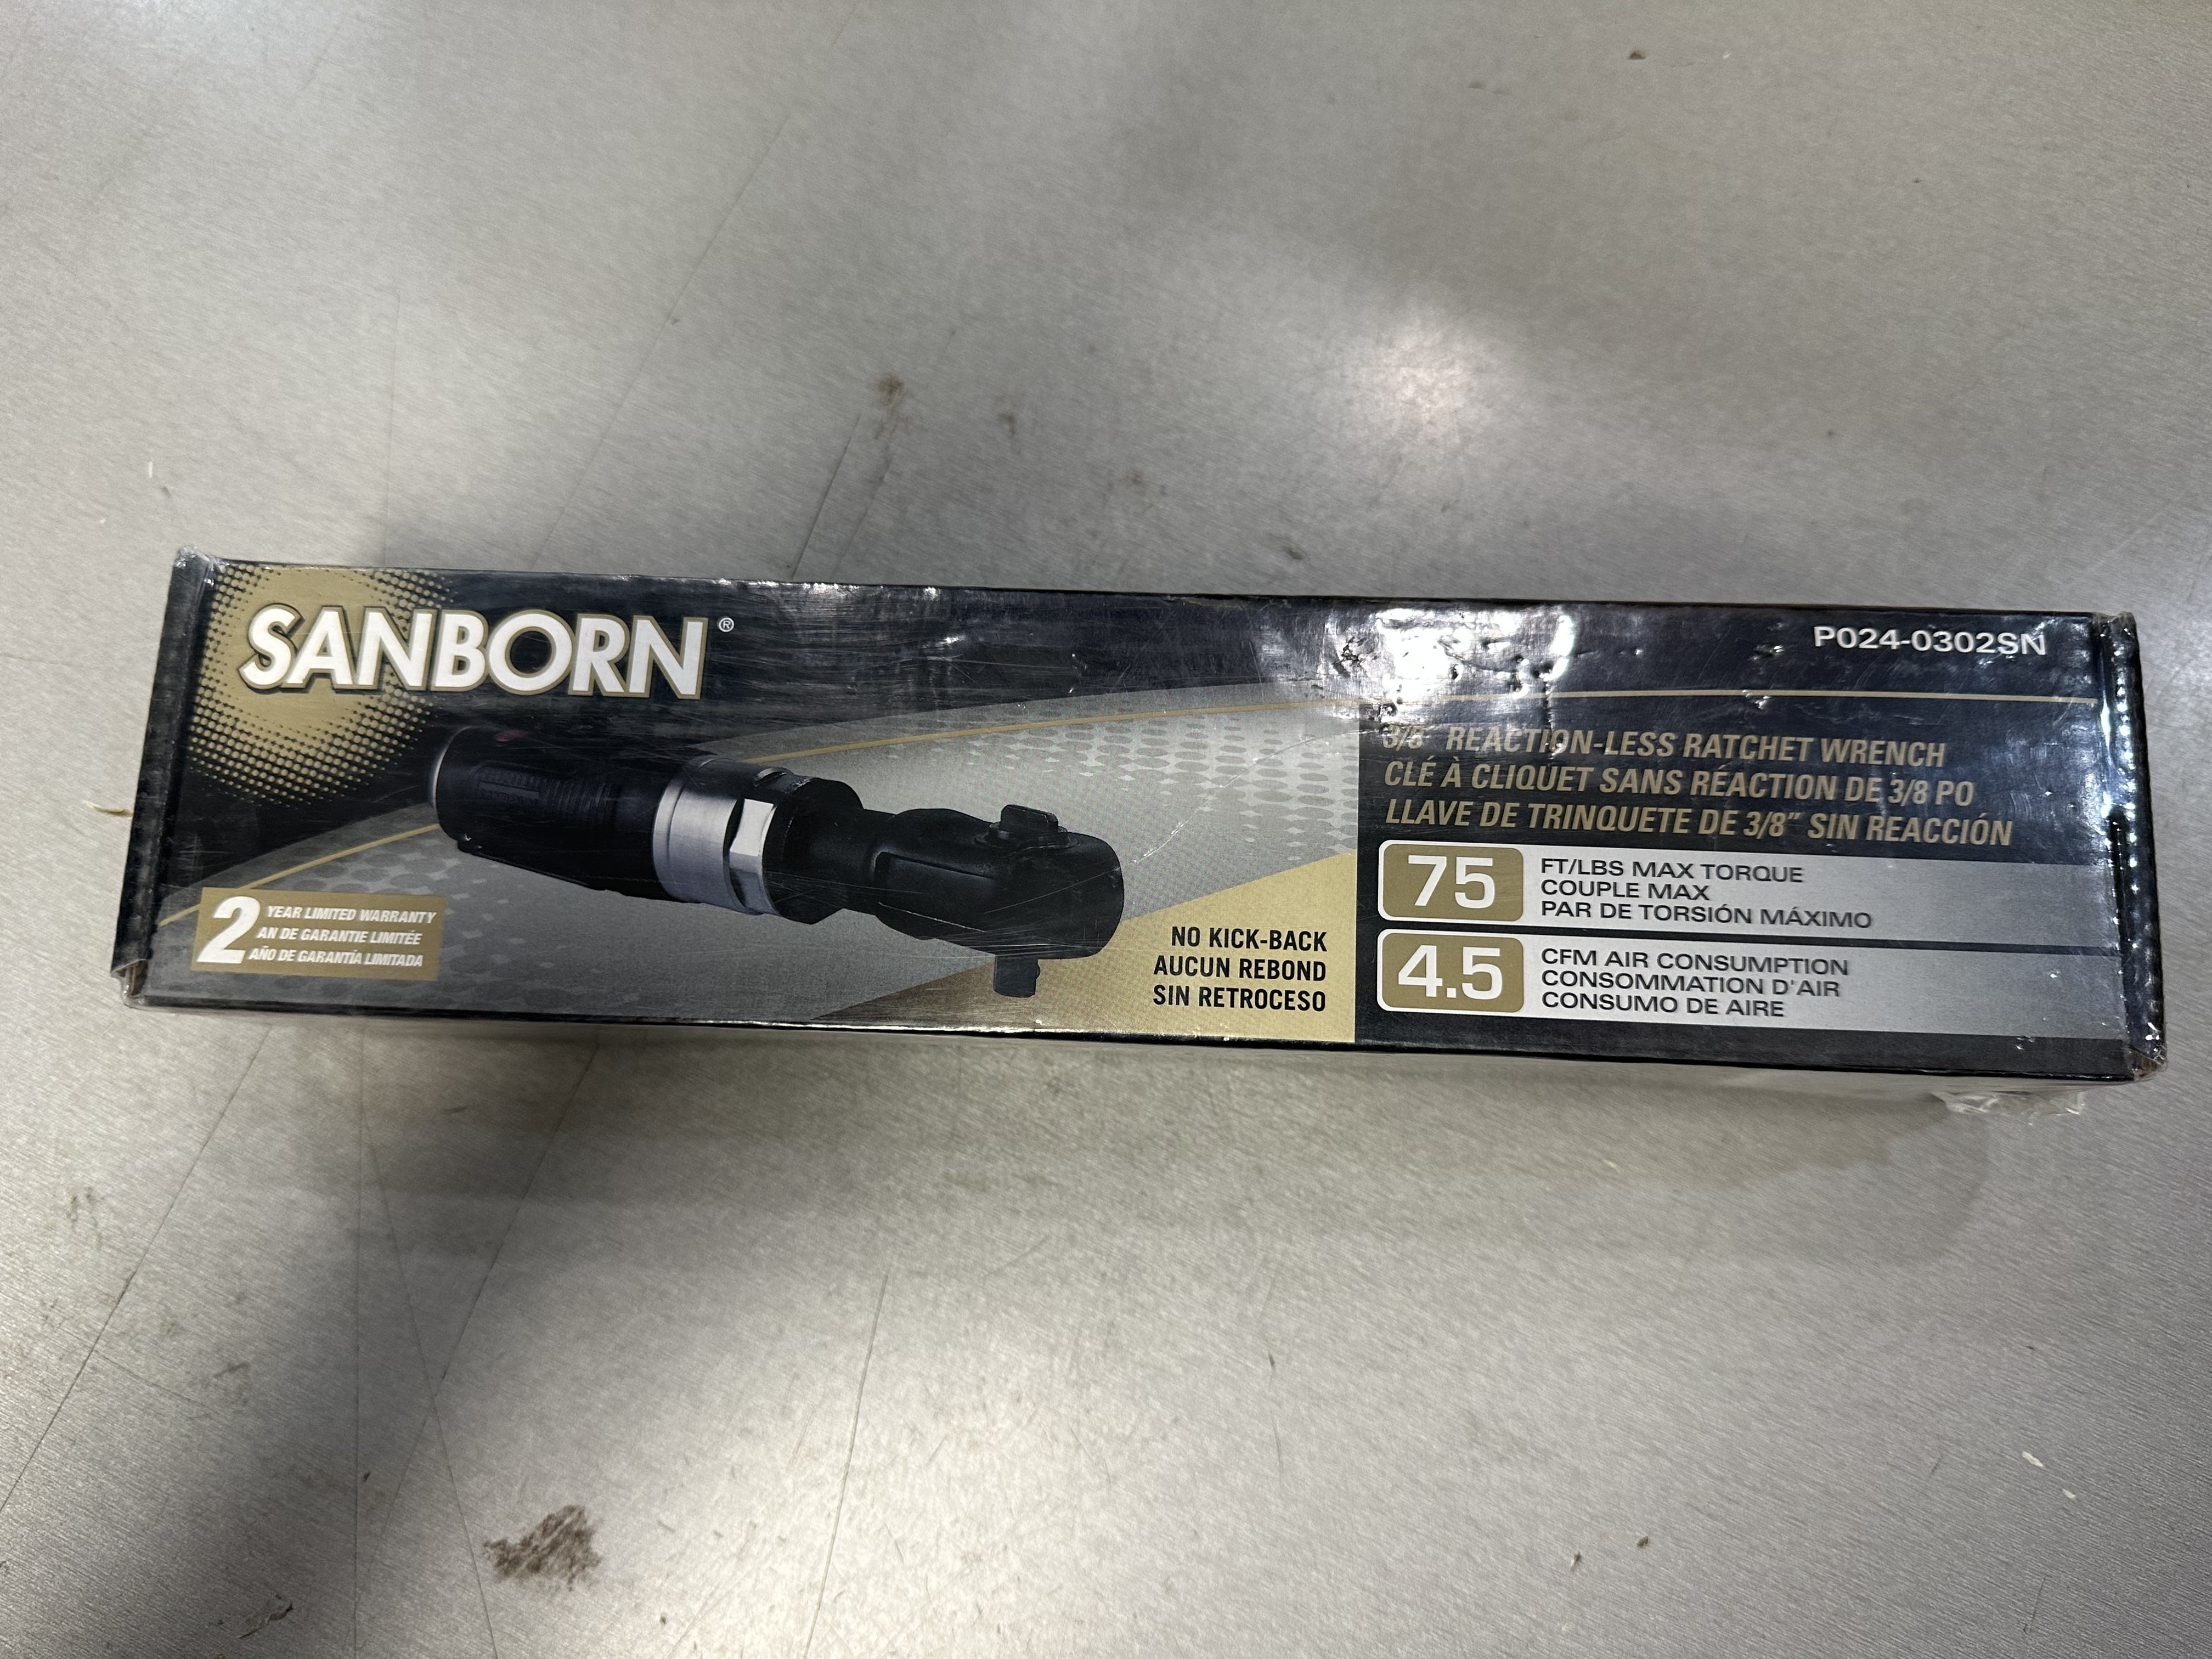 SANBORN®
P024-0302SN
3/8" REACTION-LESS RATCHET WRENCH
CLÉ À CLIQUET SANS RÉACTION DE 3/8 PO
LLAVE DE TRINQUETE DE 3/8" SIN REACCIÓN
75
FT/LBS MAX TORQUE
COUPLE MAX
PAR DE TORSIÓN MÁXIMO
4.5
CFM AIR CONSUMPTION
CONSOMMATION D'AIR
CONSUMO DE AIRE
NO KICK-BACK
AUCUN REBOND
SIN RETROCESO
2
YEAR LIMITED WARRANTY
AN DE GARANTIE LIMITÉE
AÑO DE GARANTÍA LIMITADA